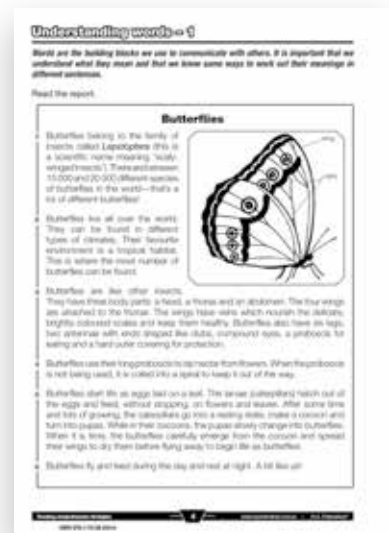 Understanding words – 1
Words are the building blocks we use to communicate with others. It is important that we
understand what they mean and that we know some ways to work out their meanings in
different sentences.
Read the report.
Butterflies
Butterflies belong to the family of
insects called Lepidoptera (this is
a scientific name meaning 'scaly-
winged insects'). There are between
15 000 and 20 000 different species
of butterflies in the world—that's a
lot of different butterflies!
Butterflies live all over the world.
They can be found in different
types of climates. Their favourite
environment is a tropical habitat.
This is where the most number of
butterflies can be found.
Butterflies are like other insects.
They have three body parts: a head, a thorax and an abdomen. The four wings
are attached to the thorax. The wings have veins which nourish the delicate,
brightly coloured scales and keep them healthy. Butterflies also have six legs,
two antennae with ends shaped like clubs, compound eyes, a proboscis for
eating and a hard outer covering for protection.
Butterflies use their long proboscis to sip nectar from flowers. When the proboscis
is not being used, it is coiled into a spiral to keep it out of the way.
Butterflies start life as eggs laid on a leaf. The larvae (caterpillars) hatch out of
the eggs and feed, without stopping, on flowers and leaves. After some time
and lots of growing, the caterpillars go into a resting state, make a cocoon and
turn into pupas. While in their cocoons, the pupas slowly change into butterflies.
When it is time, the butterflies carefully emerge from the cocoon and spread
their wings to dry them before flying away to begin life as butterflies.
Butterflies fly and feed during the day and rest at night. A bit like us!